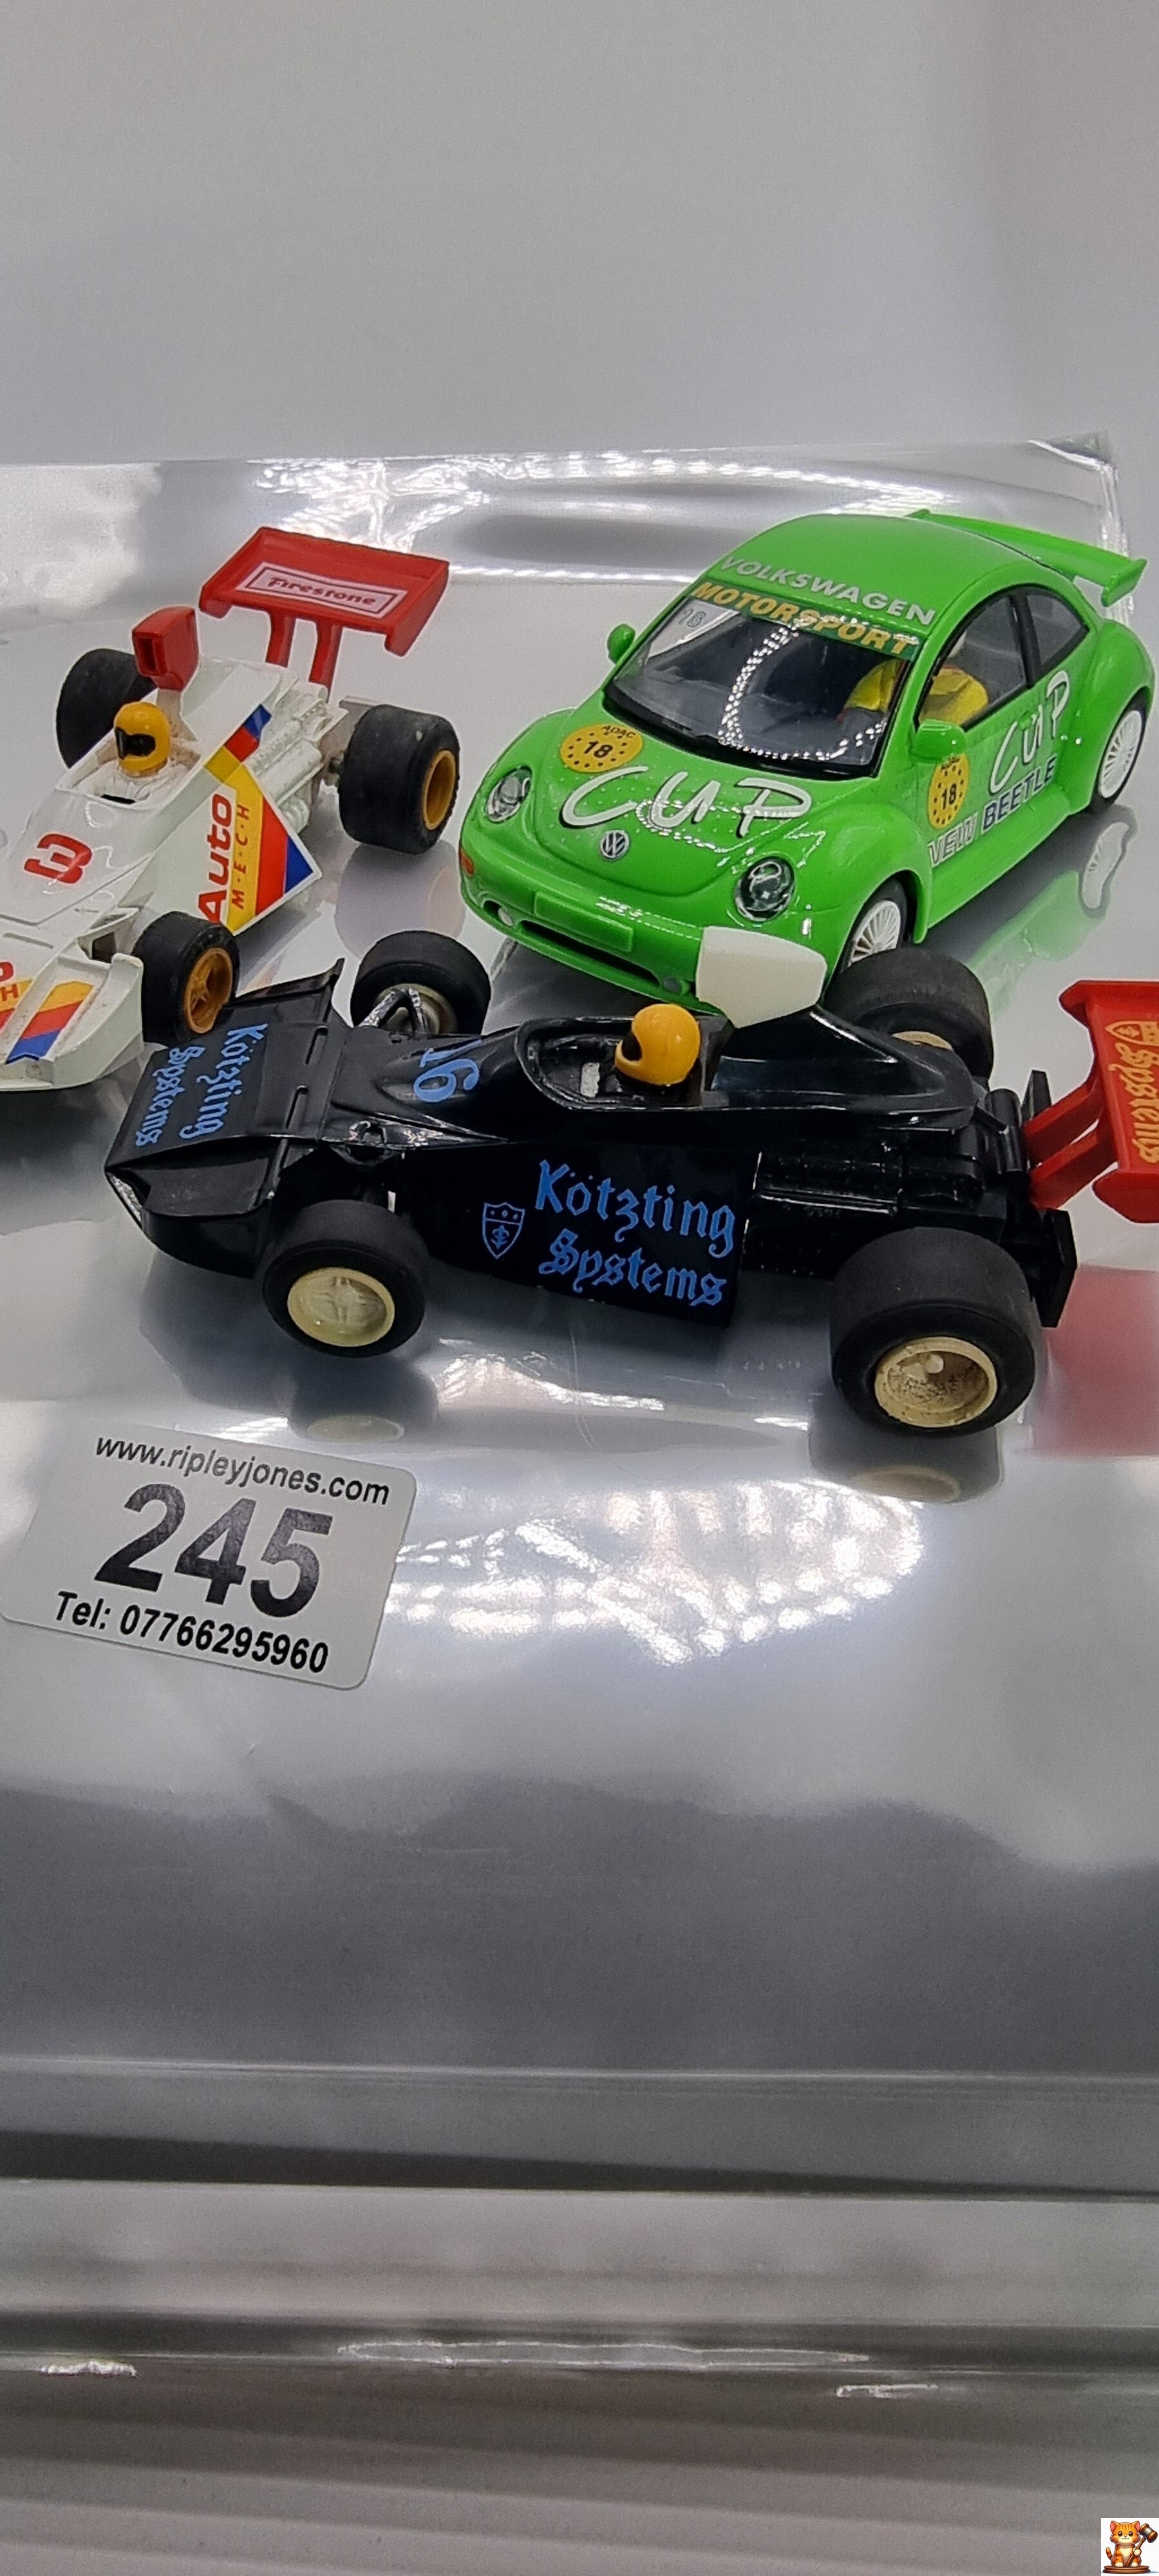 Firestone
3
Auto
M·E·C·H
VOLKSWAGEN
MOTORSPORT
18
ADAC
18
CUP
CUP
18
NEW BEETLE
Kötzting
Systems
16
Kötzting
Systems
Systems
www.ripleyjones.com
245
Tel: 07766295960